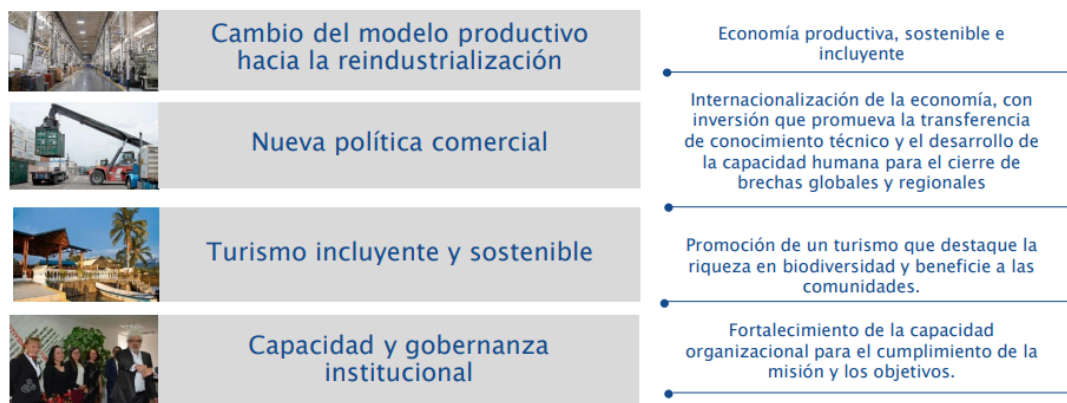 Cambio del modelo productivo
hacia la reindustrialización
Economía productiva, sostenible e
incluyente
Nueva política comercial
Internacionalización de la economía, con
inversión que promueva la transferencia
de conocimiento técnico y el desarrollo de
la capacidad humana para el cierre de
brechas globales y regionales
Turismo incluyente y sostenible
Promoción de un turismo que destaque la
riqueza en biodiversidad y beneficie a las
comunidades.
Capacidad y gobernanza
institucional
Fortalecimiento de la capacidad
organizacional para el cumplimiento de la
misión y los objetivos.